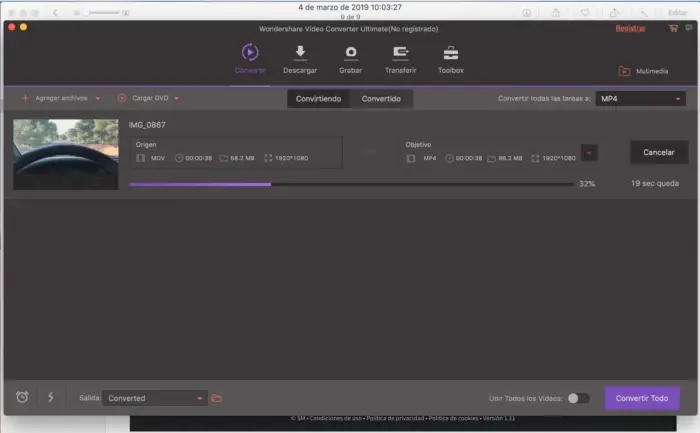 4 de marzo de 2019 10:03:27
9 de 9
Editar
Wondershare Video Converter Ultimate(No registrado)
Registrar
Convertir Descargar Grabar Transferir Toolbox
Mutimedia
Agregar archivos Cargar DVD
Convirtiendo Convertido
Convertir todas las tareas a: MP4
IMG_0867
Origen
MOV 00:00:38 68.2 MB 1920*1080
Objetivo
MP4 00:00:38 96.3 MB 1920*1080
Cancelar
32% 19 sec queda
Salida: Converted
Unir Todos los Videos:
Convertir Todo
© SM • Condiciones de uso • Política de privacidad • Política de cookies • Versión 1.11